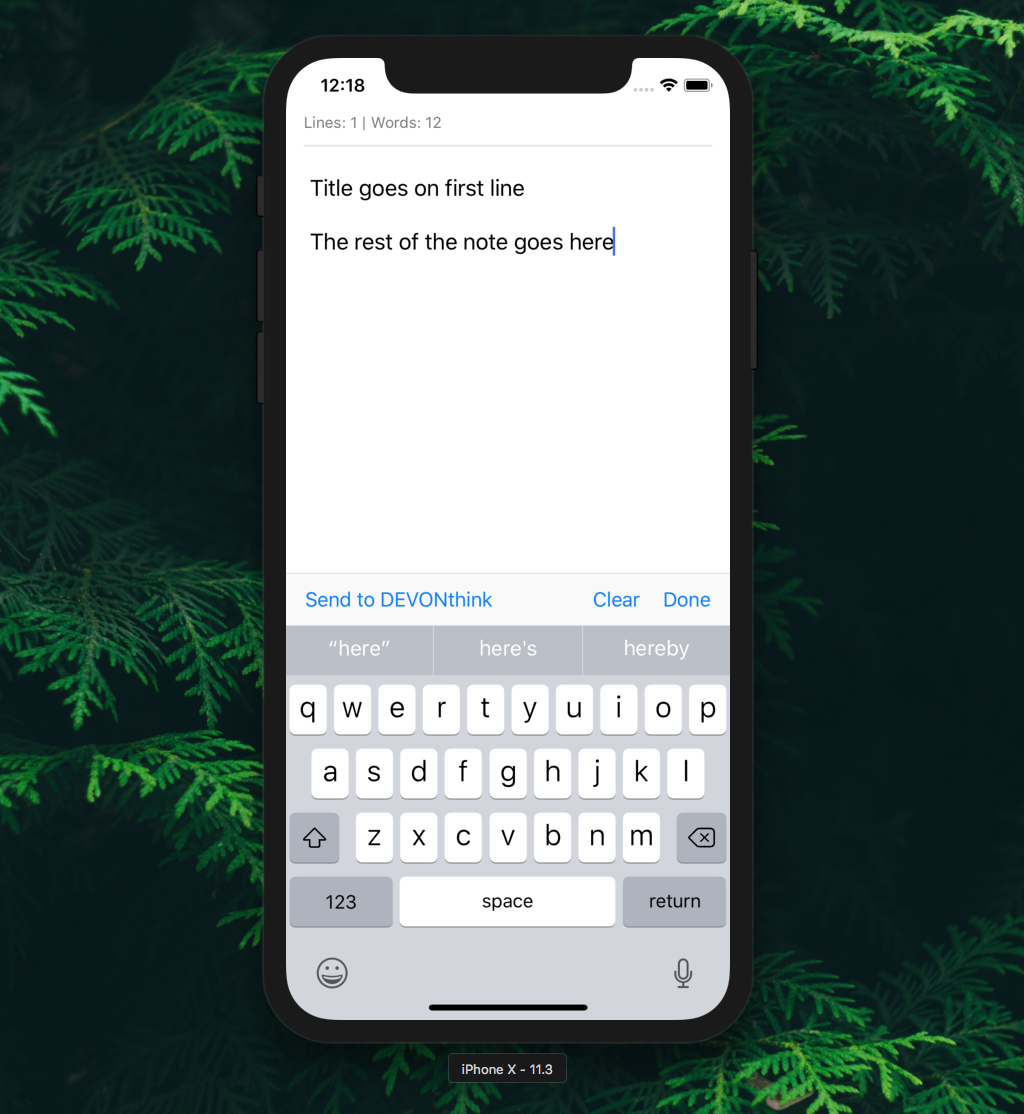 12:18
Lines: 1 | Words: 12
Title goes on first line
The rest of the note goes here
Send to DEVONthink Clear Done
“here” here's hereby
q w e r t y u i o p
a s d f g h j k l
z x c v b n m
123 space return
iPhone X - 11.3